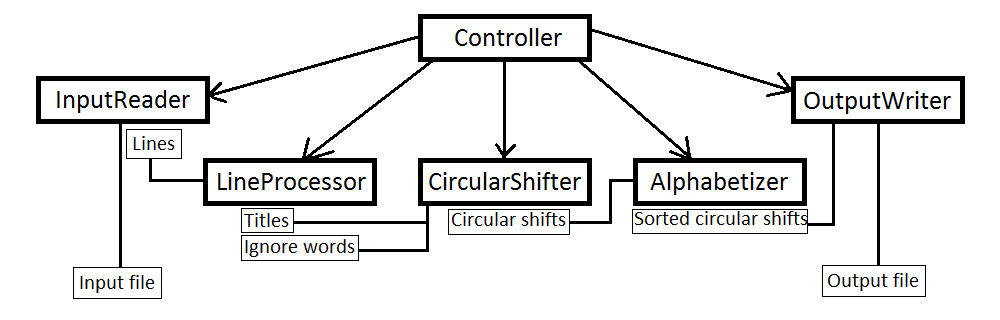 Controller
InputReader
OutputWriter
Lines
LineProcessor
CircularShifter
Alphabetizer
Titles
Circular shifts
Sorted circular shifts
Ignore words
Input file
Output file